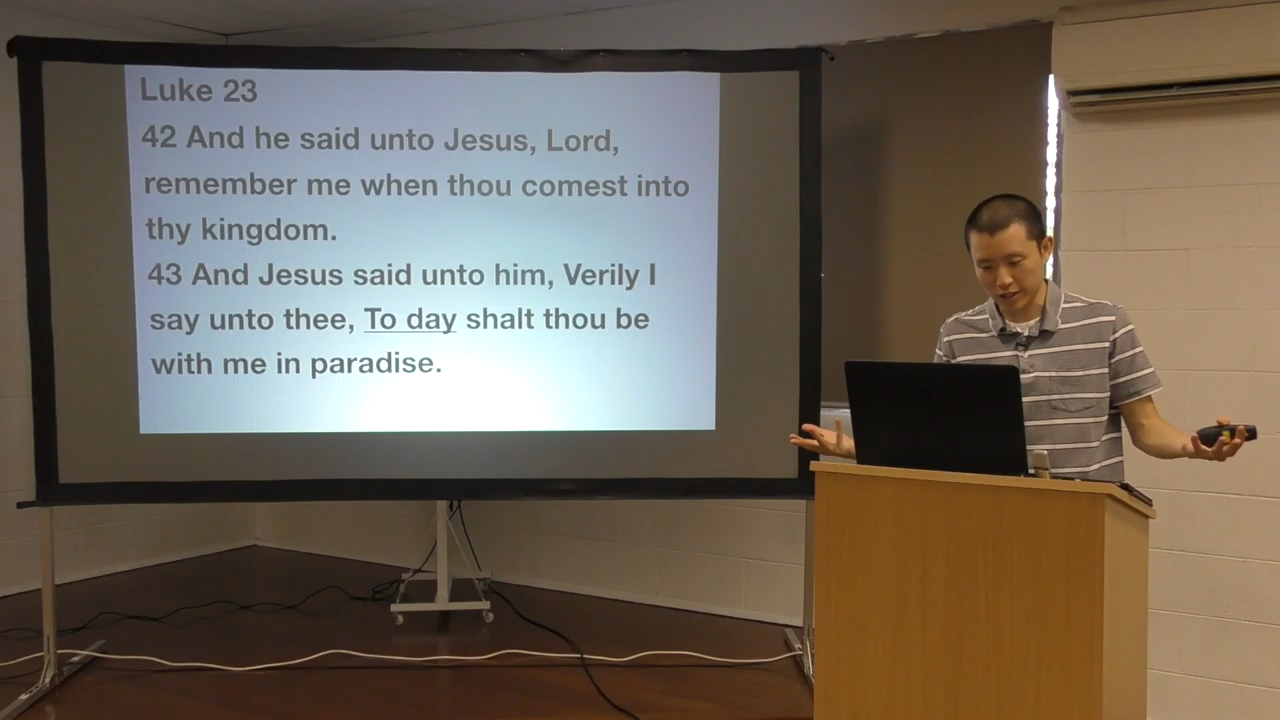 Luke 23
42 And he said unto Jesus, Lord,
remember me when thou comest into
thy kingdom.
43 And Jesus said unto him, Verily I
say unto thee, To day shalt thou be
with me in paradise.